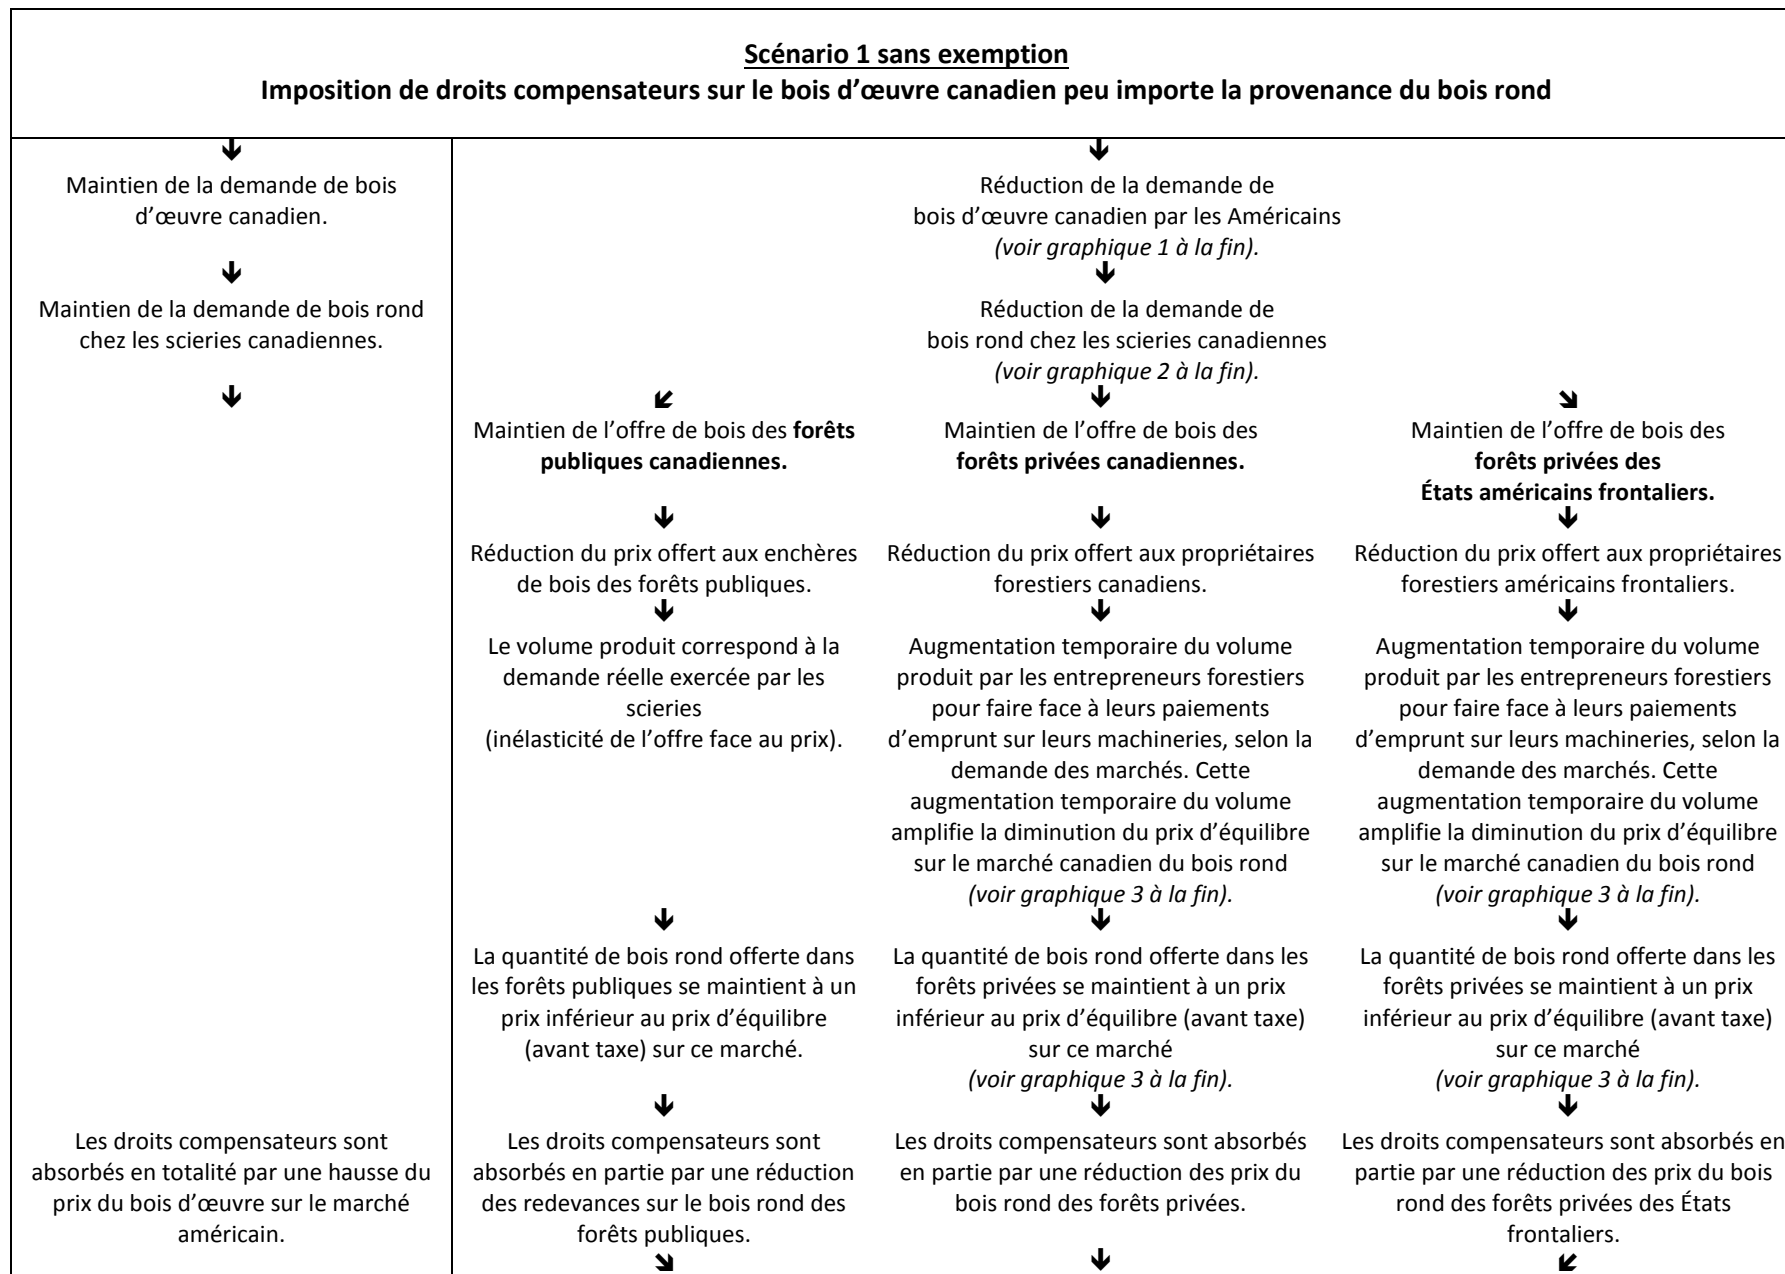 Scénario 1 sans exemption
Imposition de droits compensateurs sur le bois d’œuvre canadien peu importe la provenance du bois rond
Maintien de la demande de bois
d’œuvre canadien.
Maintien de la demande de bois rond
chez les scieries canadiennes.
Les droits compensateurs sont
absorbés en totalité par une hausse du
prix du bois d’œuvre sur le marché
américain.
Réduction de la demande de
bois d’œuvre canadien par les Américains
(voir graphique 1 à la fin).
Réduction de la demande de
bois rond chez les scieries canadiennes
(voir graphique 2 à la fin).
Maintien de l’offre de bois des forêts
publiques canadiennes.
Réduction du prix offert aux enchères
de bois des forêts publiques.
Le volume produit correspond à la
demande réelle exercée par les
scieries
(inélasticité de l’offre face au prix).
La quantité de bois rond offerte dans
les forêts publiques se maintient à un
prix inférieur au prix d’équilibre
(avant taxe) sur ce marché.
Les droits compensateurs sont
absorbés en partie par une réduction
des redevances sur le bois rond des
forêts publiques.
Maintien de l’offre de bois des
forêts privées canadiennes.
Réduction du prix offert aux propriétaires
forestiers canadiens.
Augmentation temporaire du volume
produit par les entrepreneurs forestiers
pour faire face à leurs paiements
d’emprunt sur leurs machineries, selon la
demande des marchés. Cette
augmentation temporaire du volume
amplifie la diminution du prix d’équilibre
sur le marché canadien du bois rond
(voir graphique 3 à la fin).
La quantité de bois rond offerte dans les
forêts privées se maintient à un prix
inférieur au prix d’équilibre (avant taxe)
sur ce marché
(voir graphique 3 à la fin).
Les droits compensateurs sont absorbés
en partie par une réduction des prix du
bois rond des forêts privées.
Maintien de l’offre de bois des
forêts privées des
États américains frontaliers.
Réduction du prix offert aux propriétaires
forestiers américains frontaliers.
Augmentation temporaire du volume
produit par les entrepreneurs forestiers
pour faire face à leurs paiements
d’emprunt sur leurs machineries, selon la
demande des marchés. Cette
augmentation temporaire du volume
amplifie la diminution du prix d’équilibre
sur le marché canadien du bois rond
(voir graphique 3 à la fin).
La quantité de bois rond offerte dans les
forêts privées se maintient à un prix
inférieur au prix d’équilibre (avant taxe)
sur ce marché
(voir graphique 3 à la fin).
Les droits compensateurs sont absorbés en
partie par une réduction des prix du bois
rond des forêts privées des États
frontaliers.